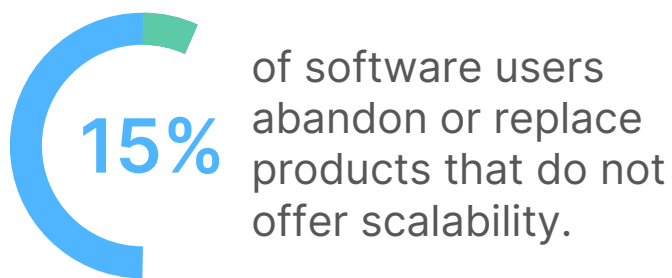 15%
of software users
abandon or replace
products that do not
offer scalability.